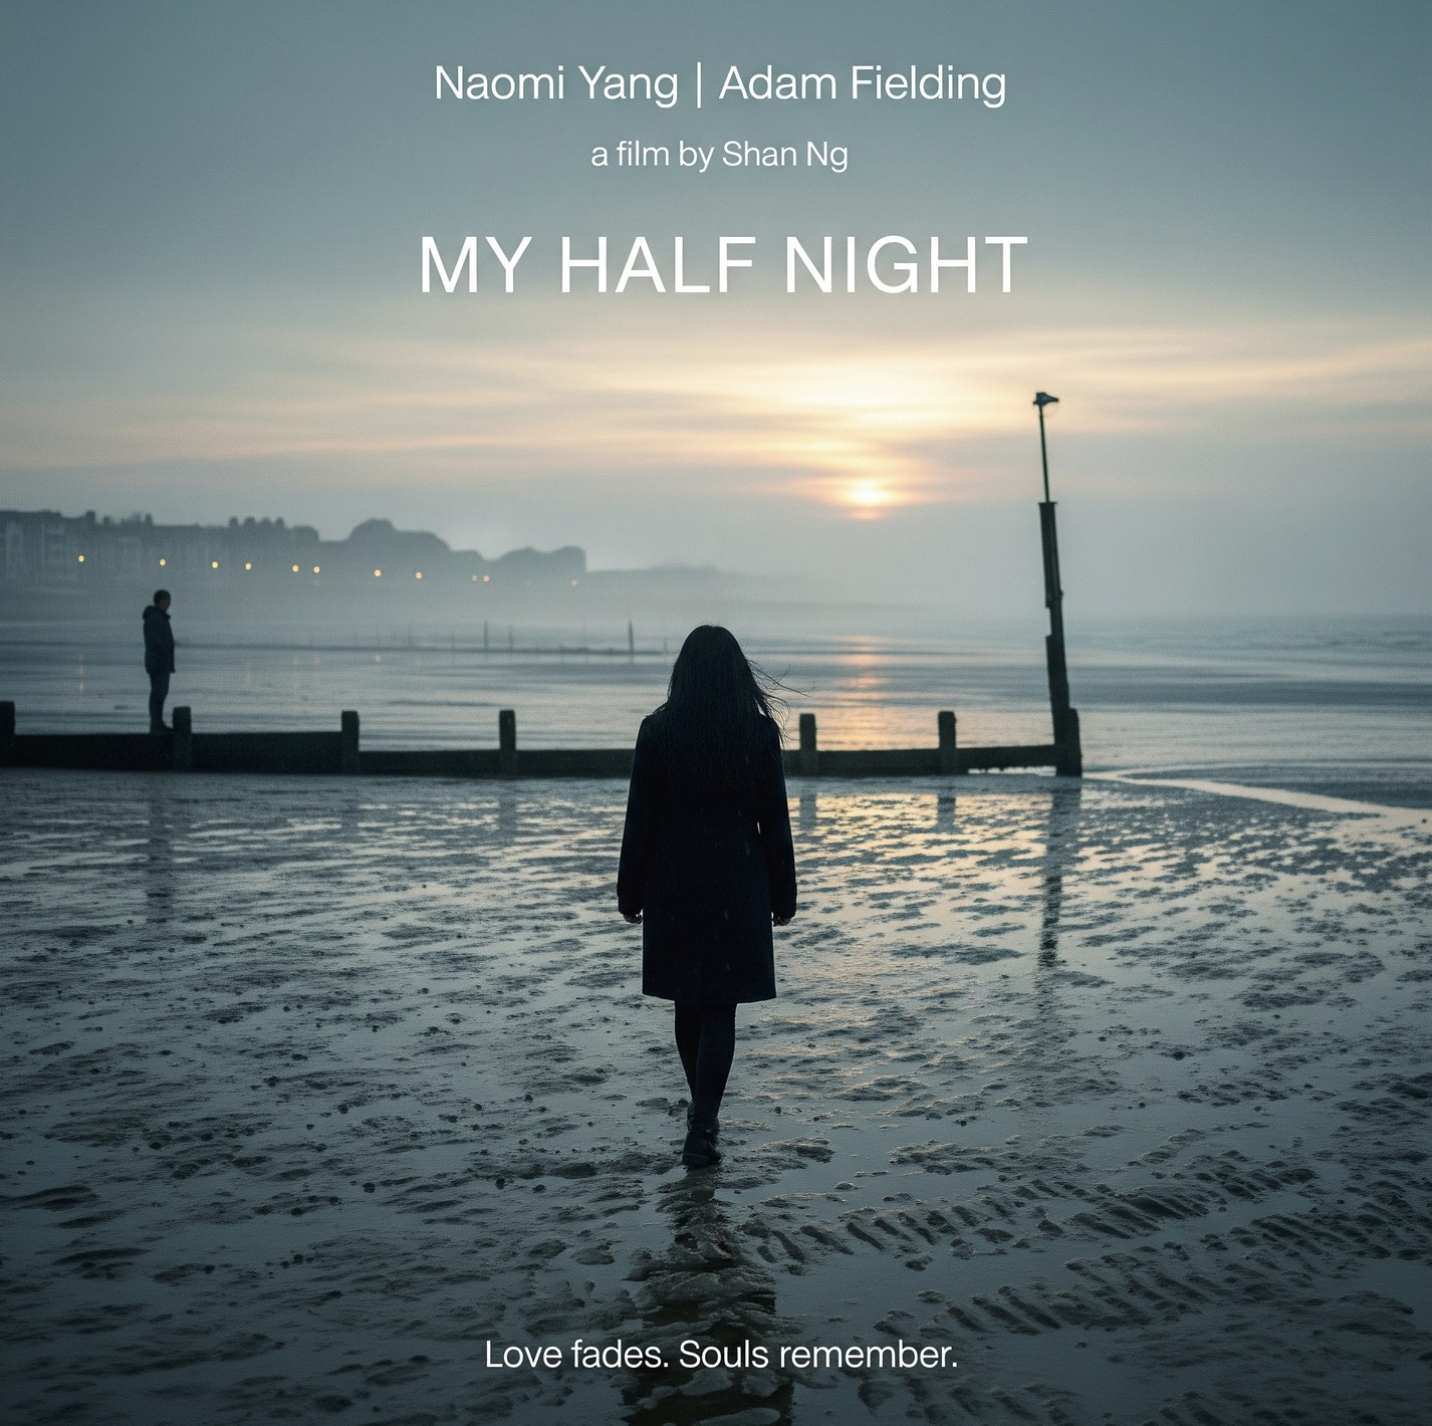 Naomi Yang | Adam Fielding
a film by Shan Ng
MY HALF NIGHT
Love fades. Souls remember.